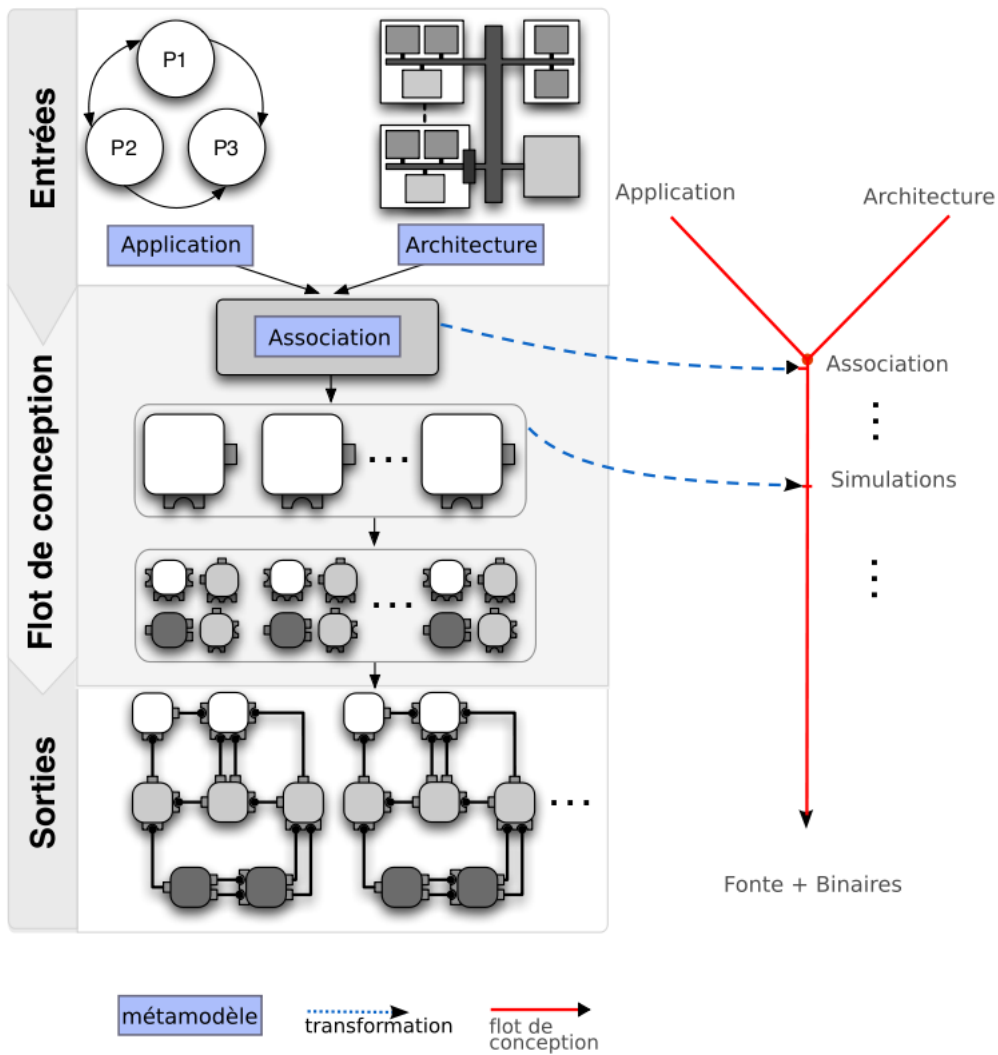 Entrées
P1
P2
P3
Application
Architecture
Flot de conception
Association
Sorties
Application
Architecture
Association
Simulations
Fonte + Binaires
métamodèle
transformation
flot de
conception